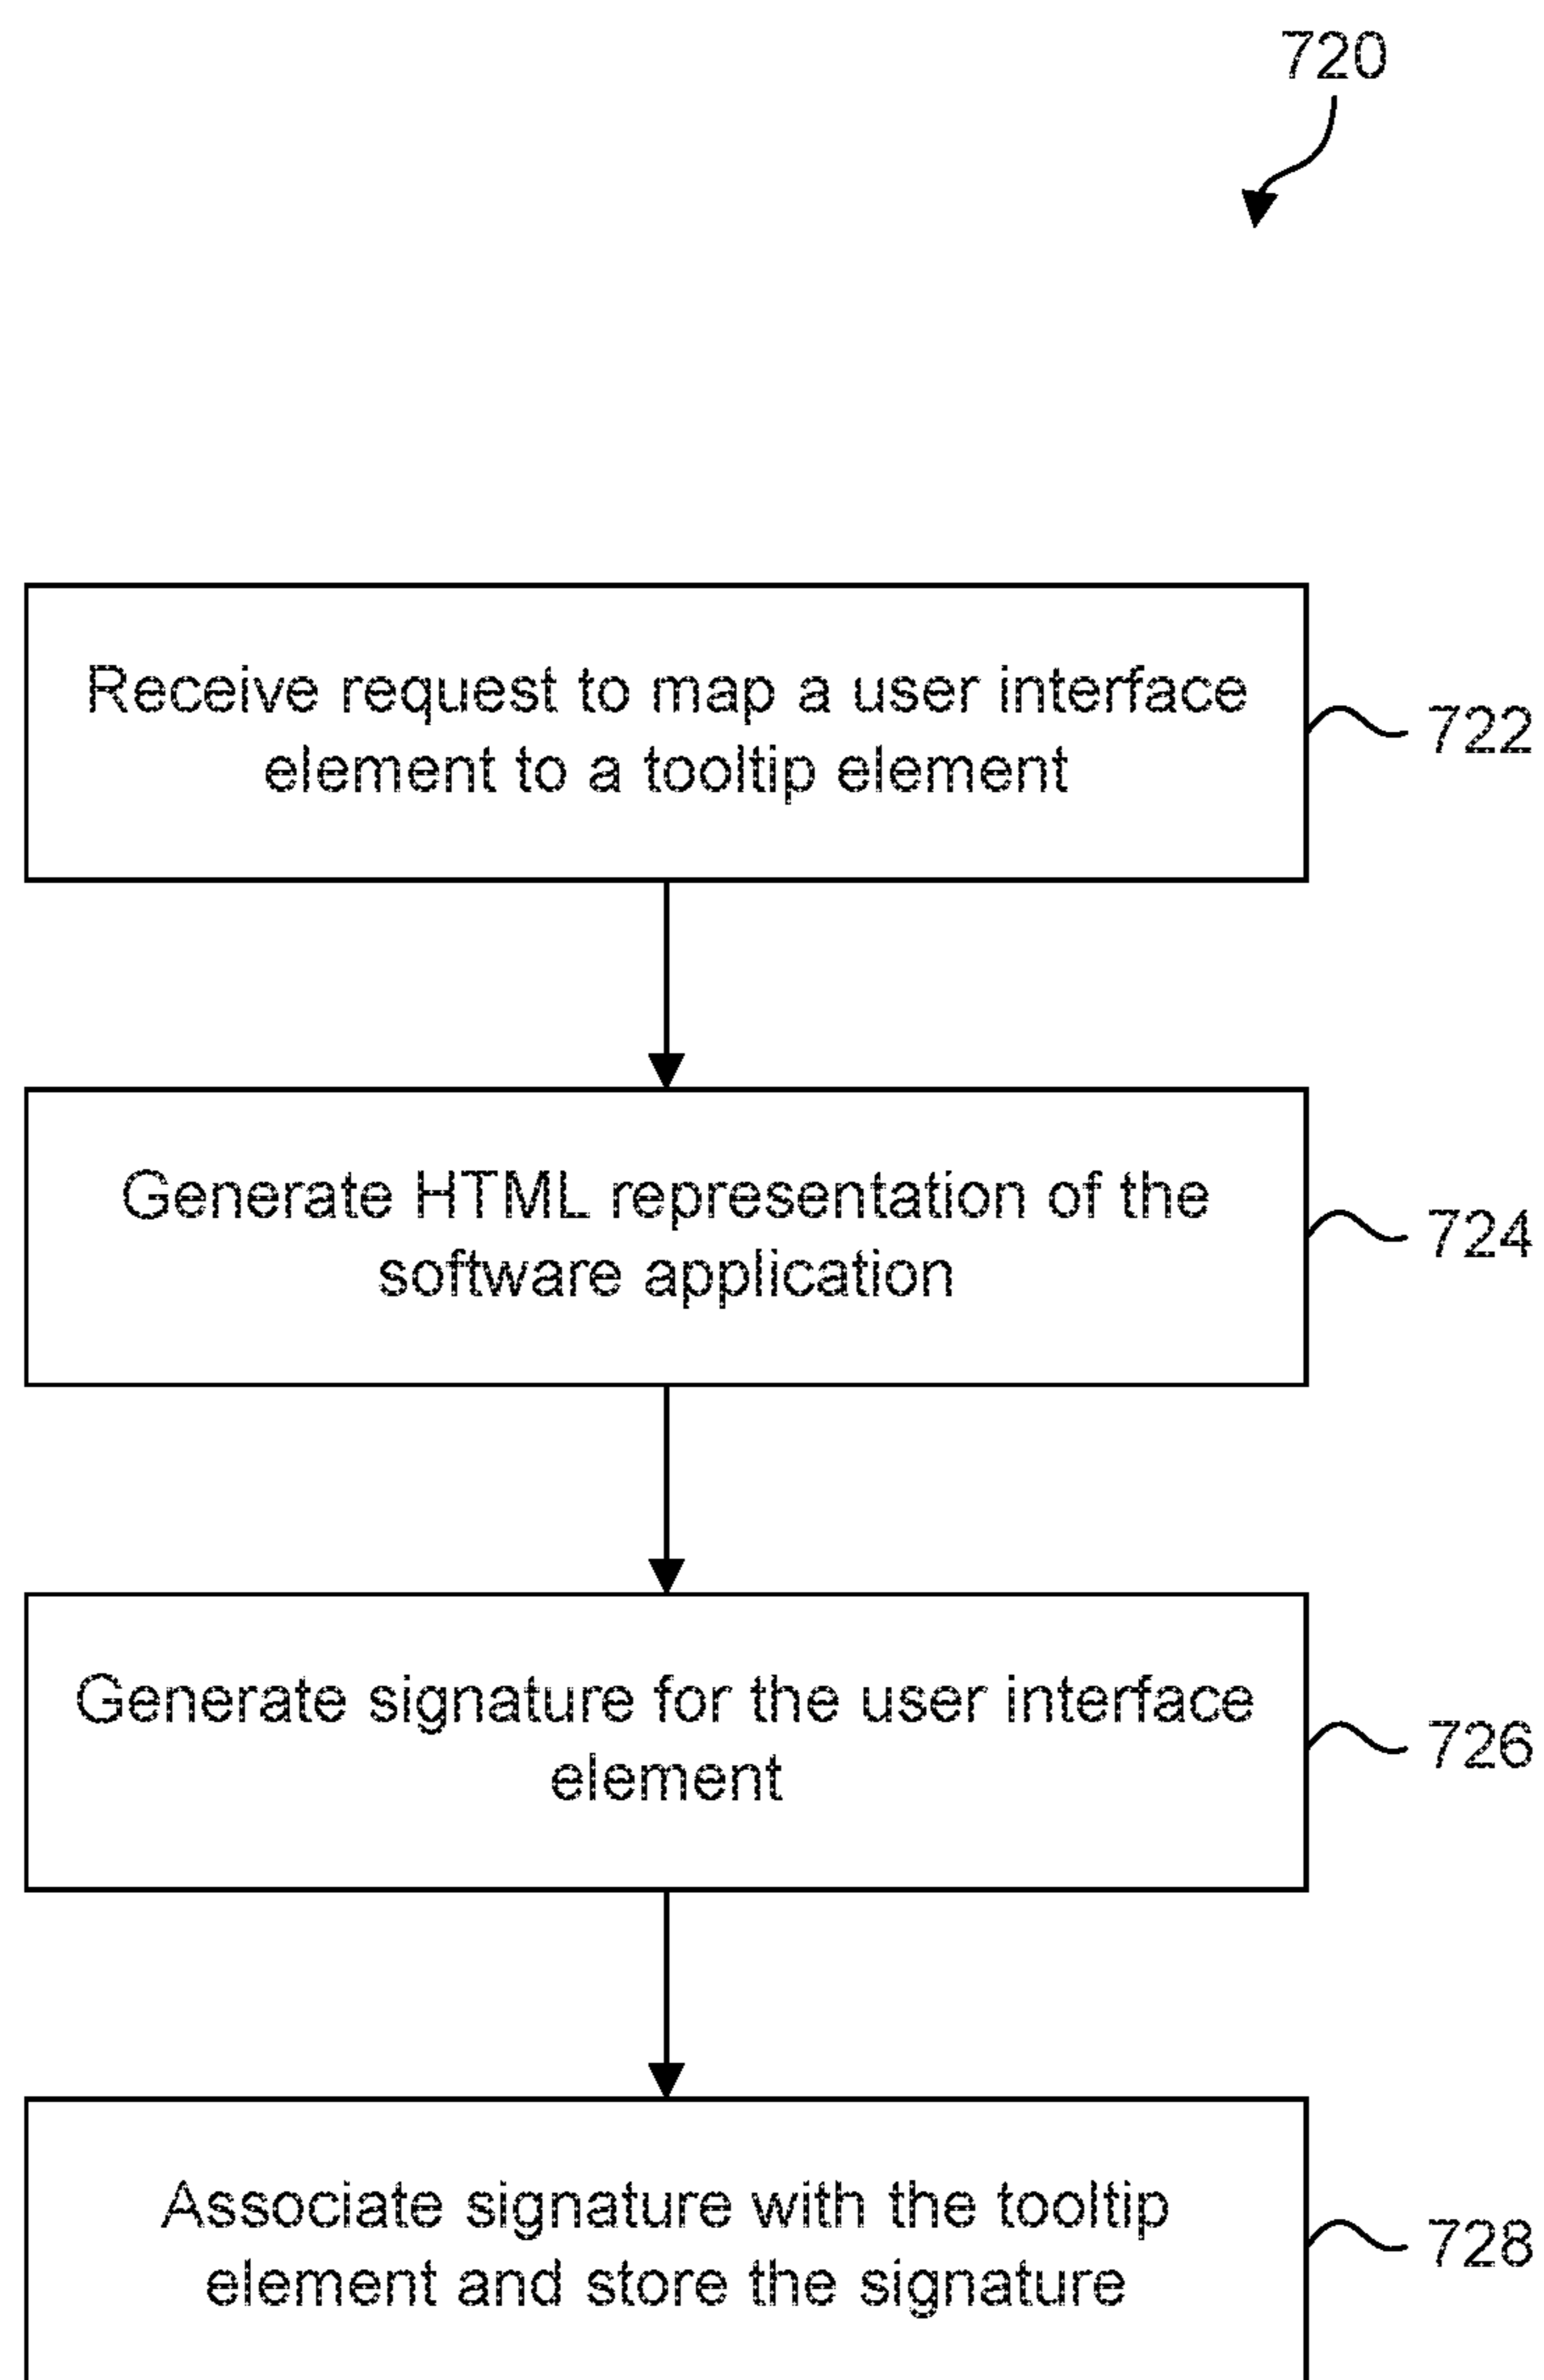 720
Receive request to map a user interface
element to a tooltip element
722
Generate HTML representation of the
software application
724
Generate signature for the user interface
element
726
Associate signature with the tooltip
element and store the signature
728